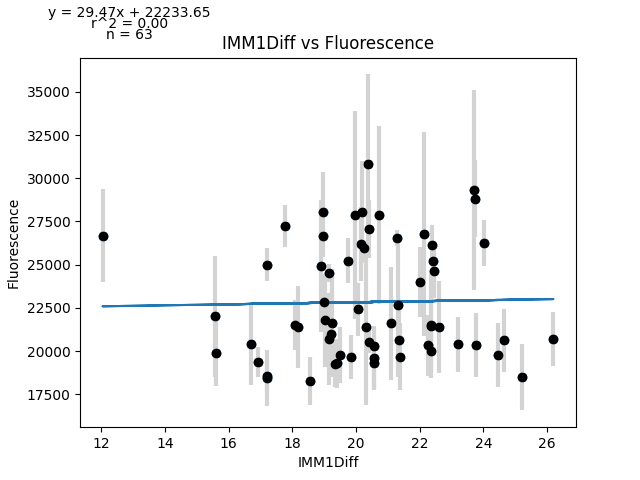 y = 29.47x + 22233.65
r^2 = 0.00
n = 63
IMM1Diff vs Fluorescence
35000
32500
30000
27500
25000
22500
20000
17500
Fluorescence
12 14 16 18 20 22 24 26
IMM1Diff